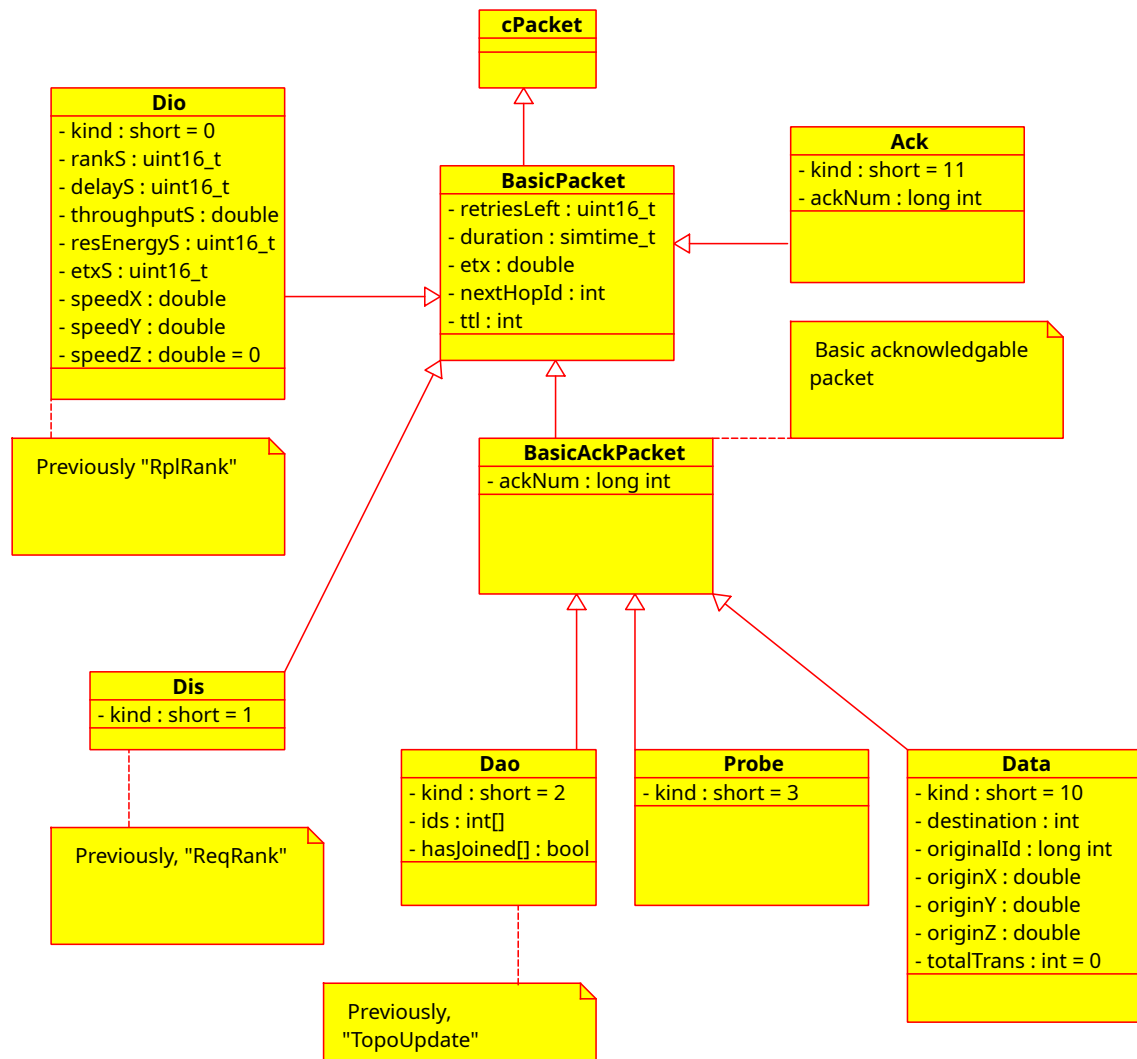 cPacket
Dio
- kind : short = 0
- rankS : uint16_t
- delayS : uint16_t
- throughputS : double
- resEnergyS : uint16_t
- etxS : uint16_t
- speedX : double
- speedY : double
- speedZ : double = 0
BasicPacket
- retriesLeft : uint16_t
- duration : simtime_t
- etx : double
- nextHopId : int
- ttl : int
Ack
- kind : short = 11
- ackNum : long int
Basic acknowledgable
packet
Previously "RplRank"
BasicAckPacket
- ackNum : long int
Dis
- kind : short = 1
Previously, "ReqRank"
Dao
- kind : short = 2
- ids : int[]
- hasJoined[] : bool
Probe
- kind : short = 3
Data
- kind : short = 10
- destination : int
- originalId : long int
- originX : double
- originY : double
- originZ : double
- totalTrans : int = 0
Previously,
"TopoUpdate"